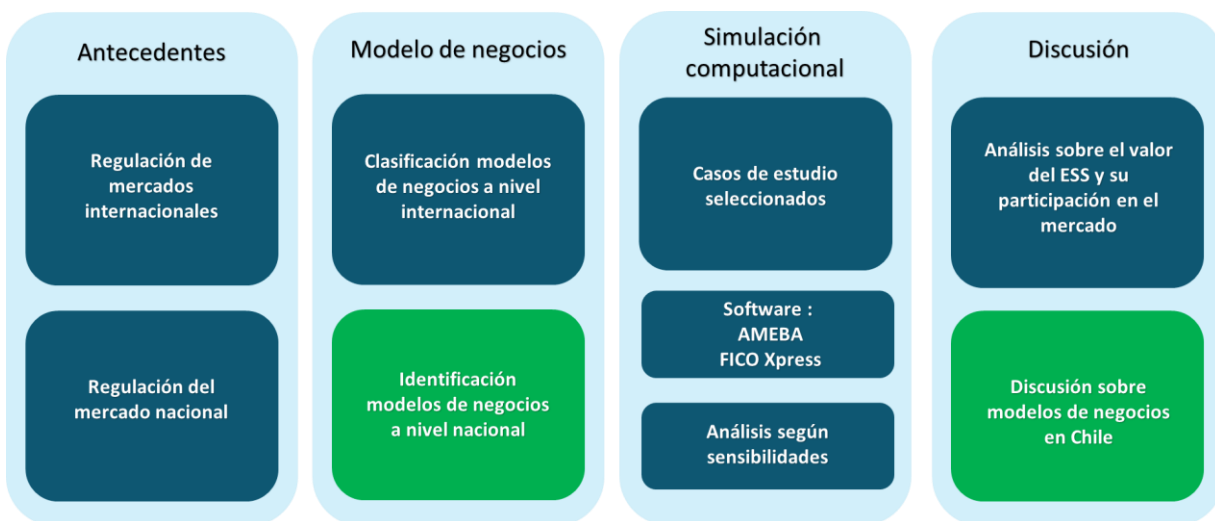 Antecedentes
Regulación de
mercados
internacionales
Regulación del
mercado nacional
Modelo de negocios
Clasificación modelos
de negocios a nivel
internacional
Identificación
modelos de negocios
a nivel nacional
Simulación
computacional
Casos de estudio
seleccionados
Software :
AMEBA
FICO Xpress
Análisis según
sensibilidades
Discusión
Análisis sobre el valor
del ESS y su
participación en el
mercado
Discusión sobre
modelos de negocios
en Chile